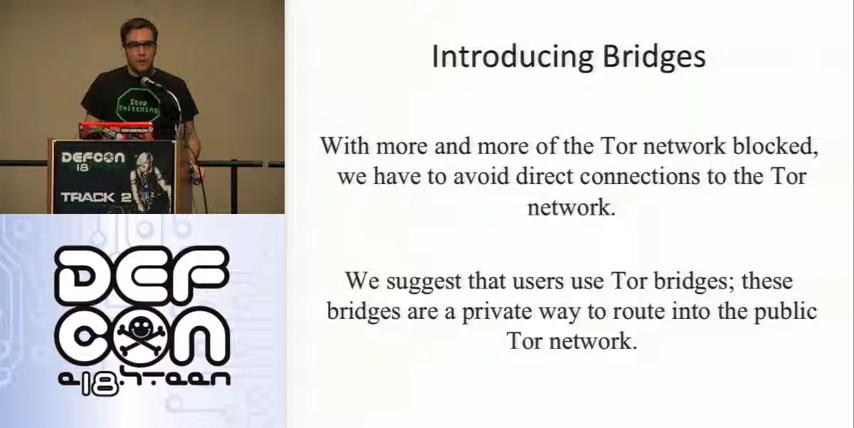 Introducing Bridges
With more and more of the Tor network blocked,
we have to avoid direct connections to the Tor
network.
We suggest that users use Tor bridges; these
bridges are a private way to route into the public
Tor network.
Stop
Snitching
DEFCON
18
TRACK 2
DEF
CON
e18.hteen